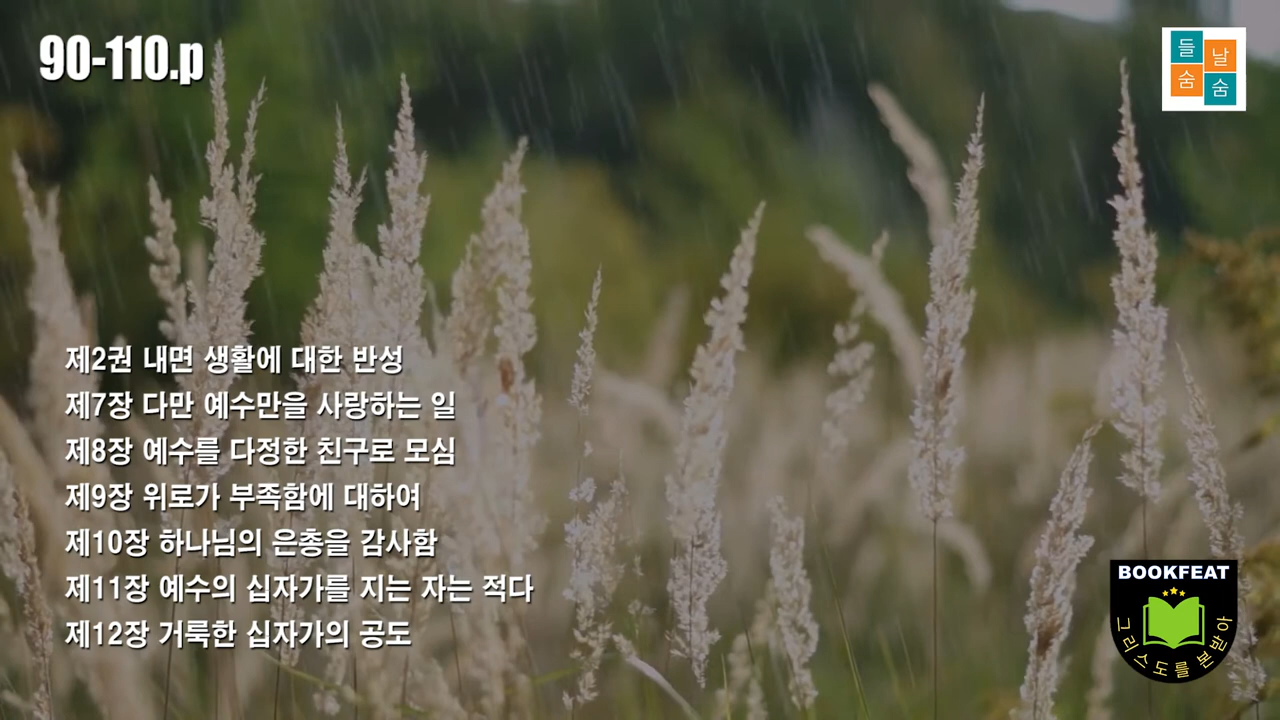 90-110.p
들 날
숨 숨
제2권 내면 생활에 대한 반성
제7장 다만 예수만을 사랑하는 일
제8장 예수를 다정한 친구로 모심
제9장 위로가 부족함에 대하여
제10장 하나님의 은총을 감사함
제11장 예수의 십자가를 지는 자는 적다
제12장 거룩한 십자가의 공도
BOOKFEAT
그리스도를 본받아